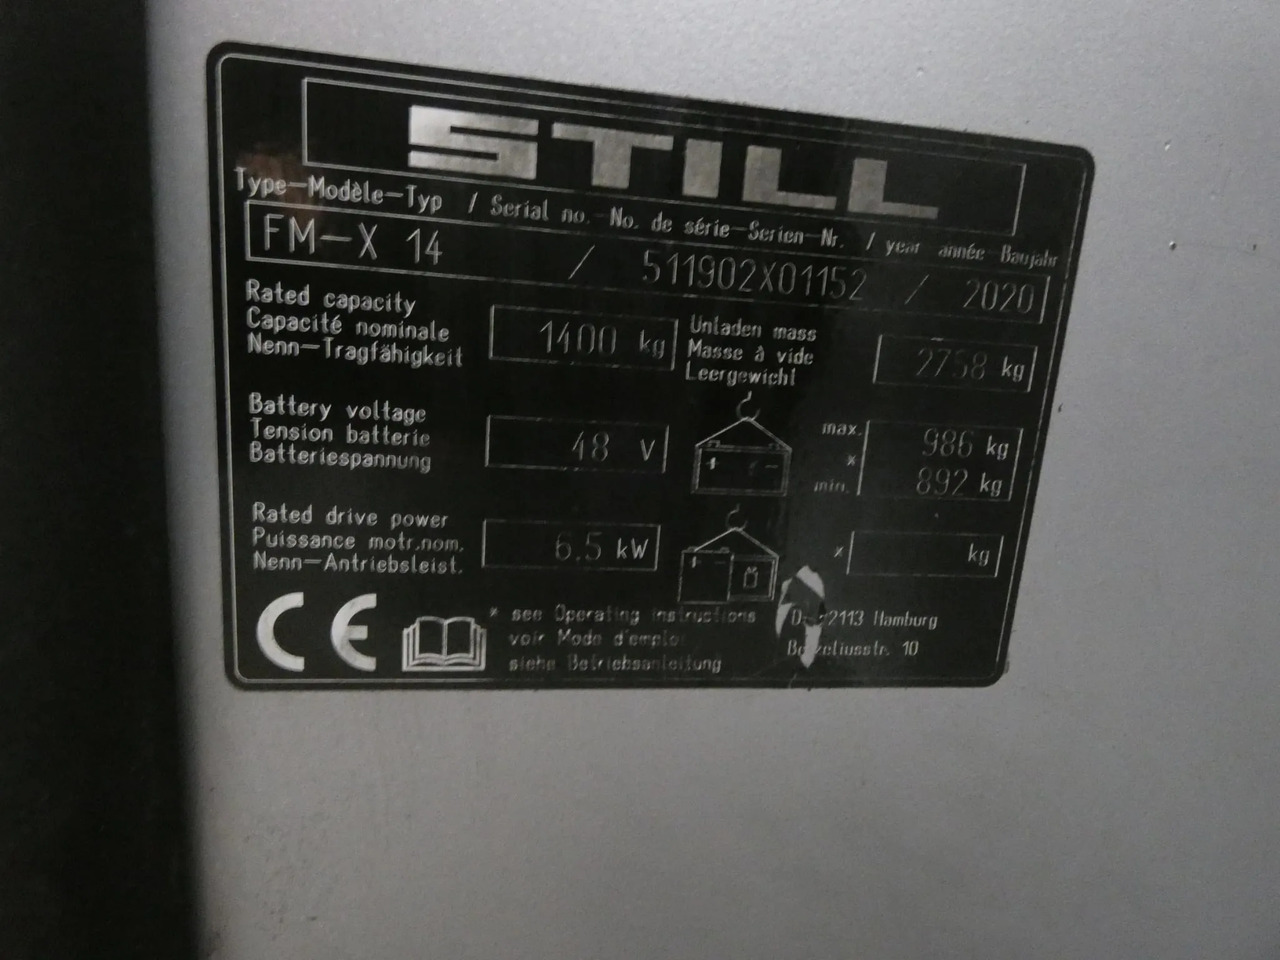 STILL
Type-Modèle-Typ / Serial no.-No. de série-Serien-Nr. / year année Baujahr
FM-X 14 / 511902X01152 / 2020
Rated capacity
Capacité nominale
Nenn-Tragfähigkeit
1400 kg
Unladen mass
Masse à vide
Leergewicht
2758 kg
Battery voltage
Tension batterie
Batteriespannung
48 V
max. 986 kg
*
min. 892 kg
Rated drive power
Puissance motr.nom.
Nenn-Antriebsleist.
6.5 kW
* kg
CE
* see Operating instructions
voir Mode d'emploi
siehe Betriebsanleitung
Hamburg
10